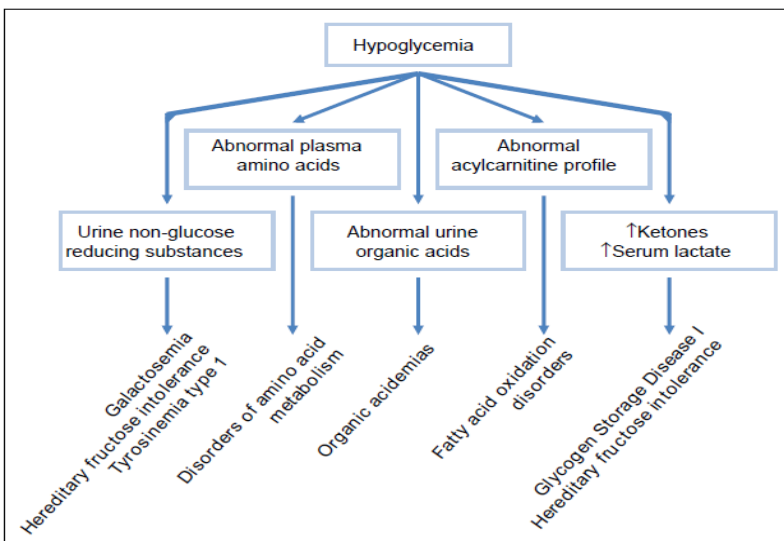 Hypoglycemia
Abnormal plasma
amino acids
Abnormal
acylcarnitine profile
Urine non-glucose
reducing substances
Abnormal urine
organic acids
↑Ketones
↑Serum lactate
Galactosemia
Hereditary fructose intolerance
Tyrosinemia type 1
Disorders of amino acid
metabolism
Organic acidemias
Fatty acid oxidation
disorders
Glycogen Storage Disease I
Hereditary fructose intolerance